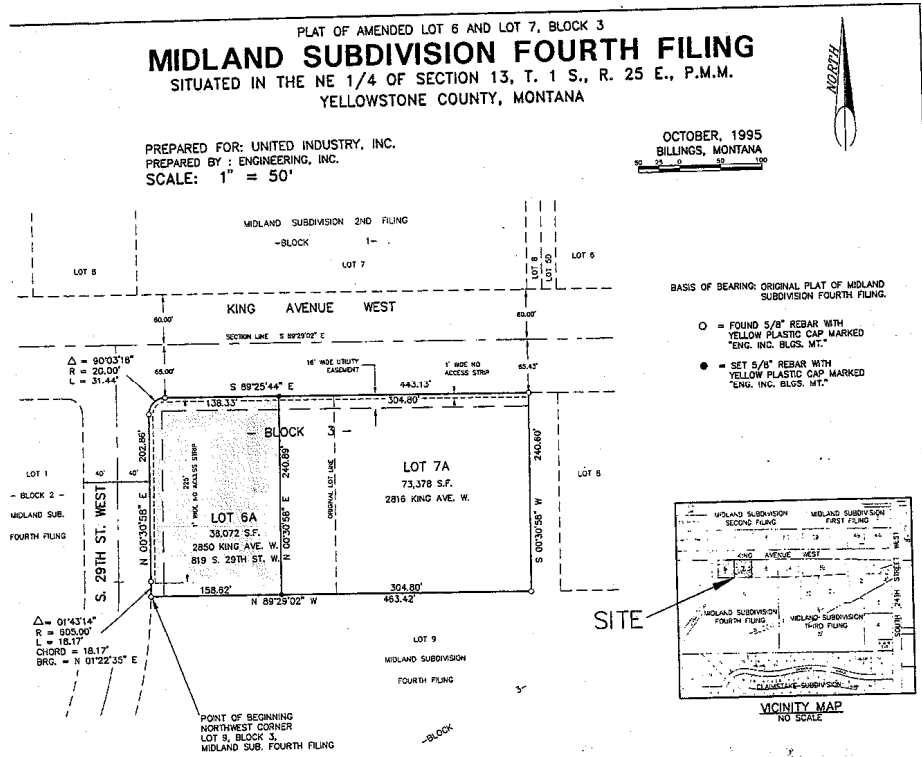 PLAT OF AMENDED LOT 6 AND LOT 7, BLOCK 3
MIDLAND SUBDIVISION FOURTH FILING
SITUATED IN THE NE 1/4 OF SECTION 13, T. 1 S., R. 25 E., P.M.M.
YELLOWSTONE COUNTY, MONTANA
NORTH
PREPARED FOR: UNITED INDUSTRY, INC.
PREPARED BY : ENGINEERING, INC.
SCALE: 1" = 50'
OCTOBER, 1995
BILLINGS, MONTANA
50 25 0 50 100
MIDLAND SUBDIVISION 2ND FILING
-BLOCK 1-
LOT 7
LOT 8
LOT 8
LOT 5D
LOT 6
KING AVENUE WEST
60.00'
60.00'
SECTION LINE S 89°29'02" E
BASIS OF BEARING: ORIGINAL PLAT OF MIDLAND
SUBDIVISION FOURTH FILING.
O = FOUND 5/8" REBAR WITH
YELLOW PLASTIC CAP MARKED
"ENG. INC. BLGS. MT."
● = SET 5/8" REBAR WITH
YELLOW PLASTIC CAP MARKED
"ENG. INC. BLGS. MT."
Δ = 90°03'18"
R = 20.00'
L = 31.44'
65.00'
16' WIDE UTILITY
EASEMENT
1' WIDE NO
ACCESS STRIP
65.43'
S 89°25'44" E
443.13'
138.33'
304.80'
- BLOCK 3 -
202.86'
N 00°30'58" E
225'
1' WIDE NO ACCESS STRIP
240.89'
N 00°30'58" E
ORIGINAL LOT LINE
240.60'
S 00°30'58" W
LOT 1
- BLOCK 2 -
MIDLAND SUB.
FOURTH FILING
40'
40'
S. 29TH ST. WEST
LOT 6A
38,072 S.F.
2850 KING AVE. W.
819 S. 29TH ST. W.
LOT 7A
73,378 S.F.
2816 KING AVE. W.
LOT 8
158.62'
304.80'
N 89°29'02" W
463.42'
Δ= 01°43'14"
R = 605.00'
L = 18.17'
CHORD = 18.17'
BRG. = N 01°22'35" E
LOT 9
MIDLAND SUBDIVISION
FOURTH FILING
-BLOCK
3-
POINT OF BEGINNING
NORTHWEST CORNER
LOT 9, BLOCK 3,
MIDLAND SUB. FOURTH FILING
SITE
MIDLAND SUBDIVISION
SECOND FILING
MIDLAND SUBDIVISION
FIRST FILING
KING AVENUE WEST
MIDLAND SUBDIVISION
FOURTH FILING
MIDLAND SUBDIVISION
THIRD FILING
SOUTH 24TH STREET WEST
SUBDIVISION
VICINITY MAP
NO SCALE